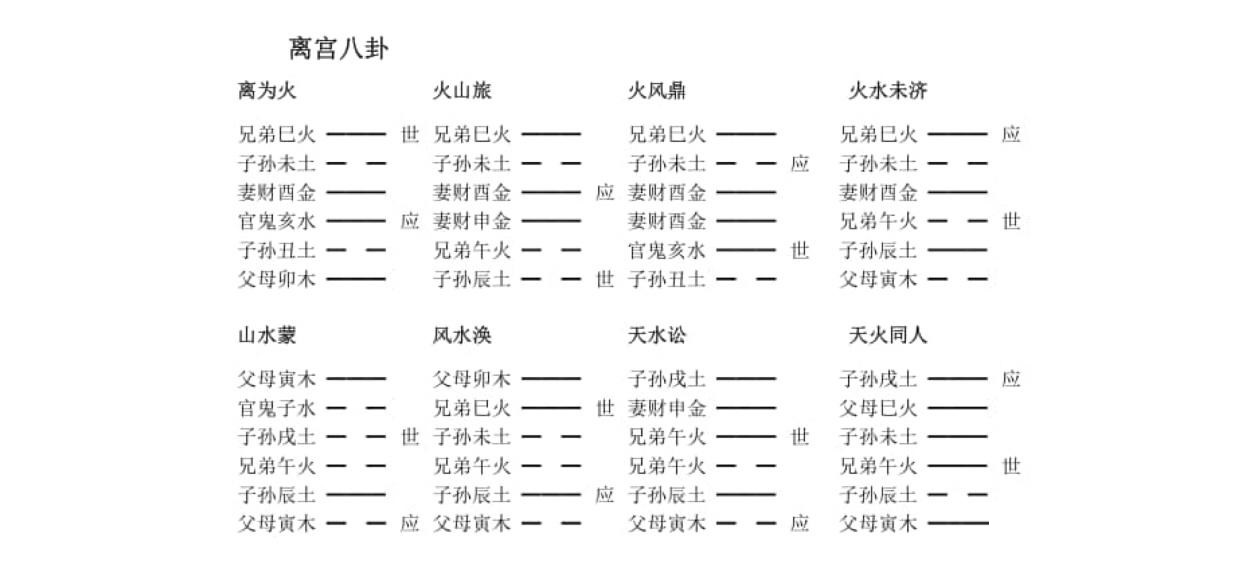 离宫八卦
离为火 火山旅 火风鼎 火水未济
兄弟巳火 世 兄弟巳火 兄弟巳火 兄弟巳火 应
子孙未土 子孙未土 子孙未土 应 子孙未土
妻财酉金 妻财酉金 应 妻财酉金 妻财酉金
官鬼亥水 应 妻财申金 妻财酉金 兄弟午火 世
子孙丑土 兄弟午火 官鬼亥水 世 子孙辰土
父母卯木 子孙辰土 世 子孙丑土 父母寅木
山水蒙 风水涣 天水讼 天火同人
父母寅木 父母卯木 子孙戌土 子孙戌土 应
官鬼子水 兄弟巳火 世 妻财申金 父母巳火
子孙戌土 世 子孙未土 兄弟午火 世 子孙未土
兄弟午火 兄弟午火 兄弟午火 兄弟午火 世
子孙辰土 子孙辰土 应 子孙辰土 子孙辰土
父母寅木 应 父母寅木 父母寅木 应 父母寅木